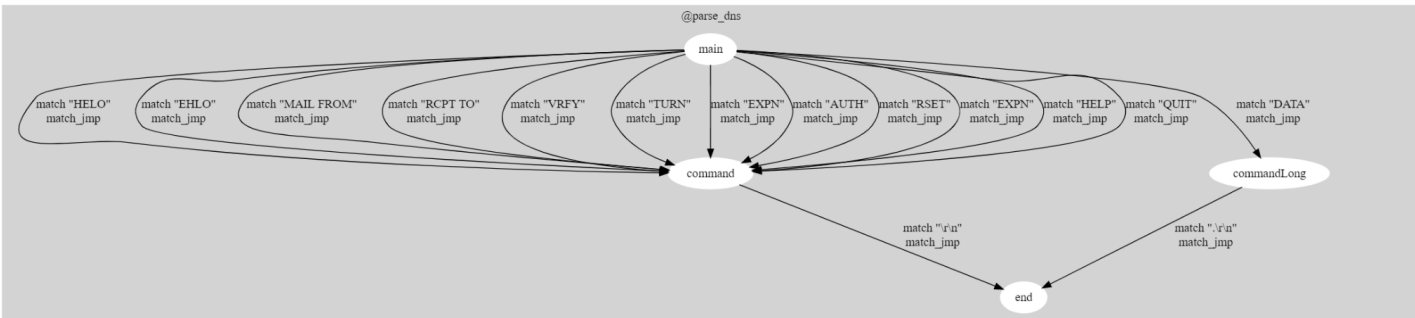 @parse_dns
main
match "HELO"
match_jmp
match "EHLO"
match_jmp
match "MAIL FROM"
match_jmp
match "RCPT TO"
match_jmp
match "VRFY"
match_jmp
match "TURN"
match_jmp
match "EXPN"
match_jmp
match "AUTH"
match_jmp
match "RSET"
match_jmp
match "EXPN"
match_jmp
match "HELP"
match_jmp
match "QUIT"
match_jmp
match "DATA"
match_jmp
command
commandLong
match "\r\n"
match_jmp
match ".\r\n"
match_jmp
end